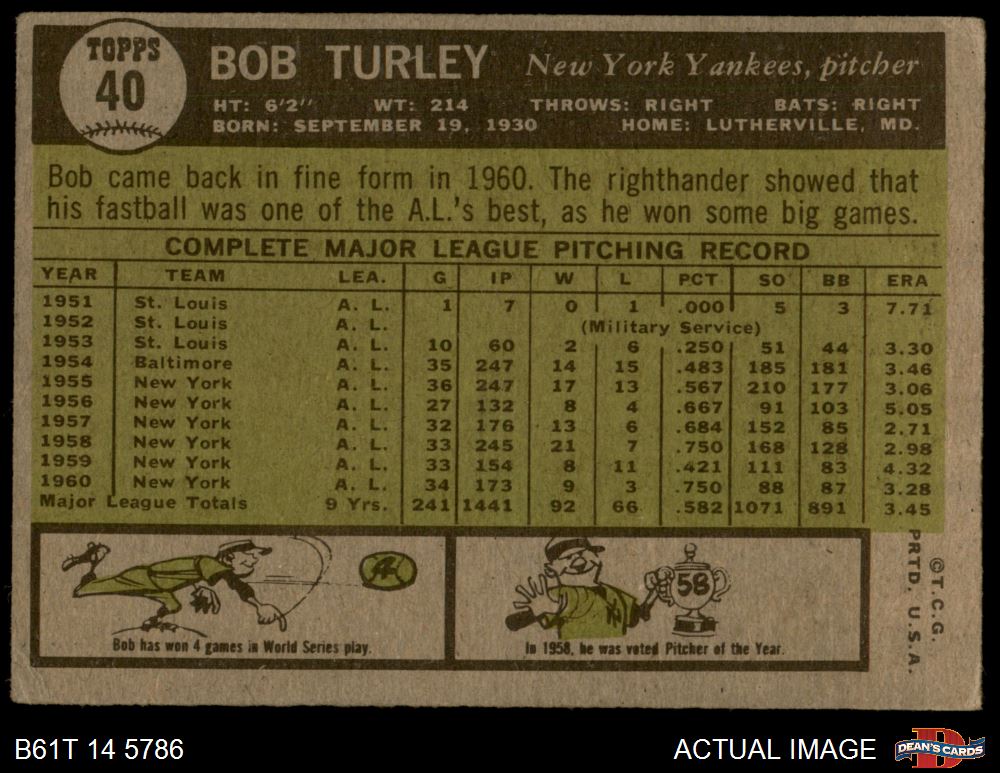 TOPPS
40
BOB TURLEY New York Yankees, pitcher
HT: 6'2" WT: 214 THROWS: RIGHT BATS: RIGHT
BORN: SEPTEMBER 19, 1930 HOME: LUTHERVILLE, MD.
Bob came back in fine form in 1960. The righthander showed that
his fastball was one of the A.L.'s best, as he won some big games.
COMPLETE MAJOR LEAGUE PITCHING RECORD
YEAR TEAM LEA. G IP W L PCT SO BB ERA
1951 St. Louis A. L. 1 7 0 1 .000 5 3 7.71
1952 St. Louis A. L. (Military Service)
1953 St. Louis A. L. 10 60 2 6 .250 51 44 3.30
1954 Baltimore A. L. 35 247 14 15 .483 185 181 3.46
1955 New York A. L. 36 247 17 13 .567 210 177 3.06
1956 New York A. L. 27 132 8 4 .667 91 103 5.05
1957 New York A. L. 32 176 13 6 .684 152 85 2.71
1958 New York A. L. 33 245 21 7 .750 168 128 2.98
1959 New York A. L. 33 154 8 11 .421 111 83 4.32
1960 New York A. L. 34 173 9 3 .750 88 87 3.28
Major League Totals 9 Yrs. 241 1441 92 66 .582 1071 891 3.45
58
Bob has won 4 games in World Series play.
In 1958, he was voted Pitcher of the Year.
©T.C.G.
PRTD. U.S.A.
B61T 14 5786
ACTUAL IMAGE
D
DEAN'S CARDS